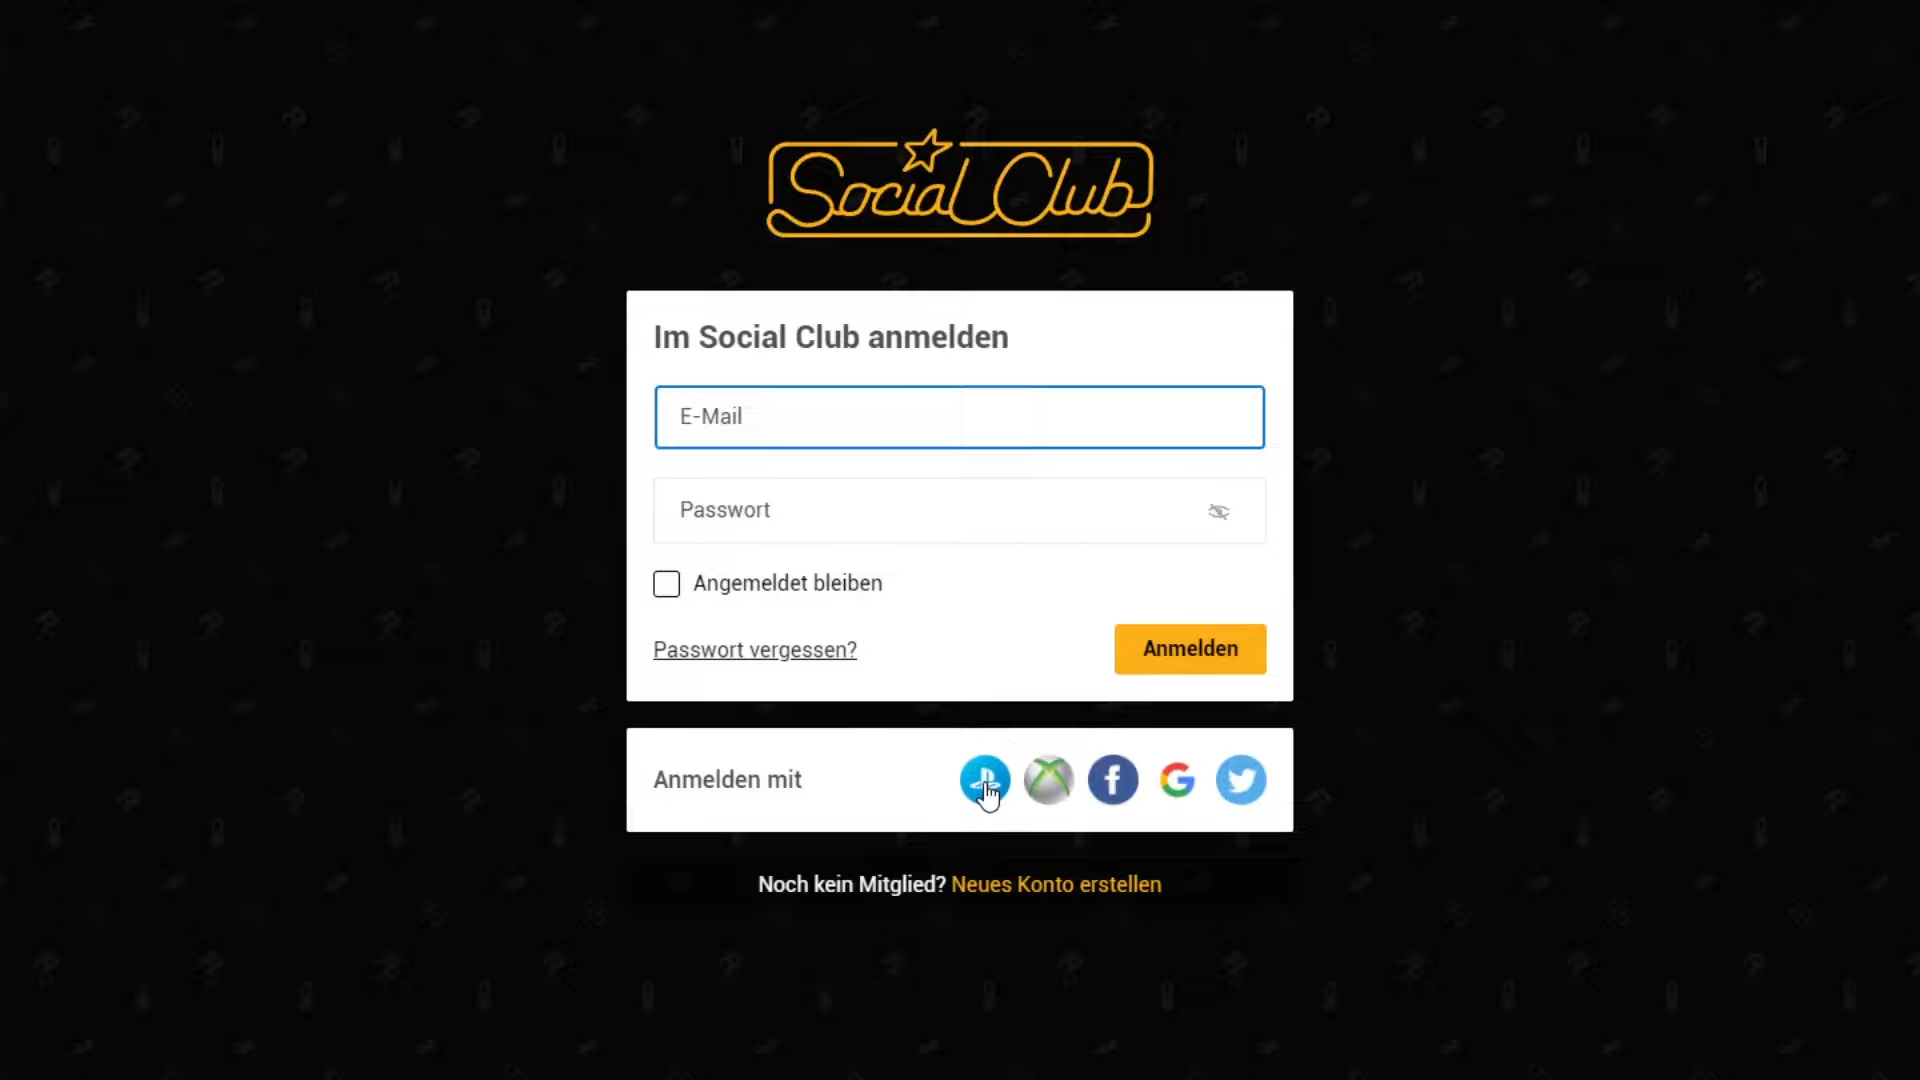 Social Club
Im Social Club anmelden
E-Mail
Passwort
Angemeldet bleiben
Passwort vergessen?
Anmelden
Anmelden mit
Noch kein Mitglied? Neues Konto erstellen